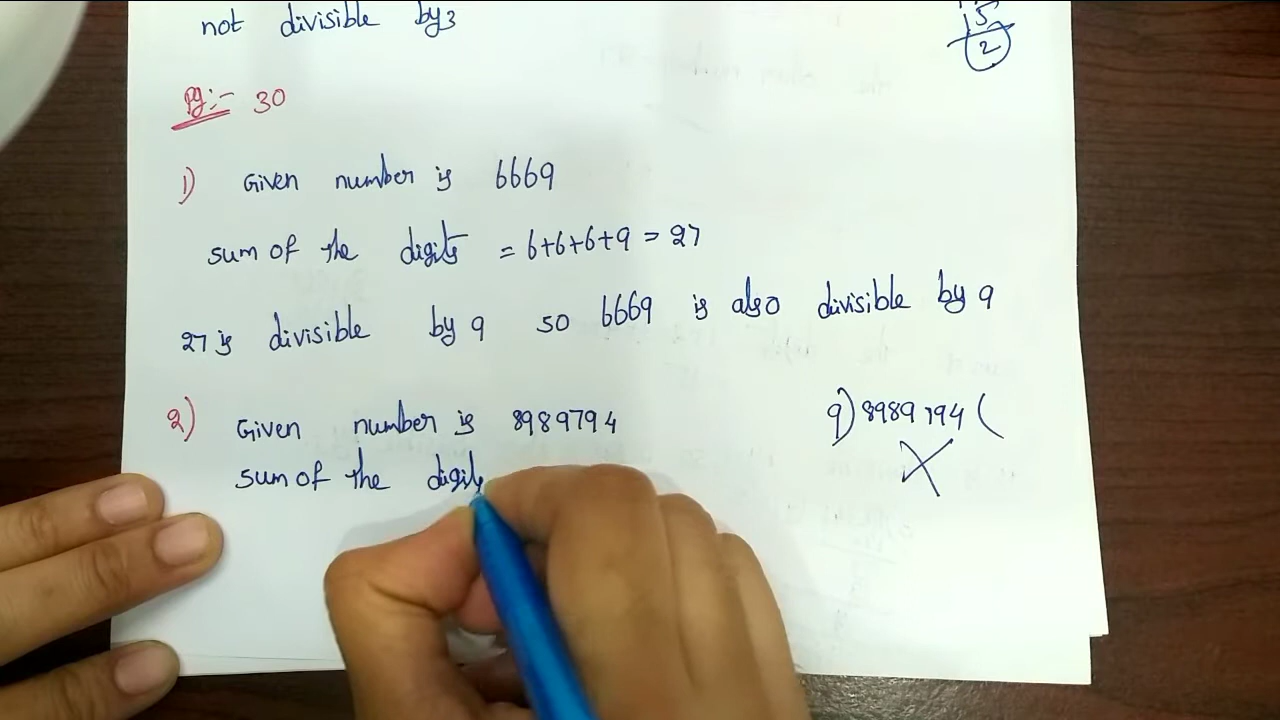 not divisible by 3
15
2
Pg:- 30
1) Given number is 6669
sum of the digits = 6+6+6+9 = 27
27 is divisible by 9 so 6669 is also divisible by 9
2) Given number is 8989794
9)8989794(
sum of the digits